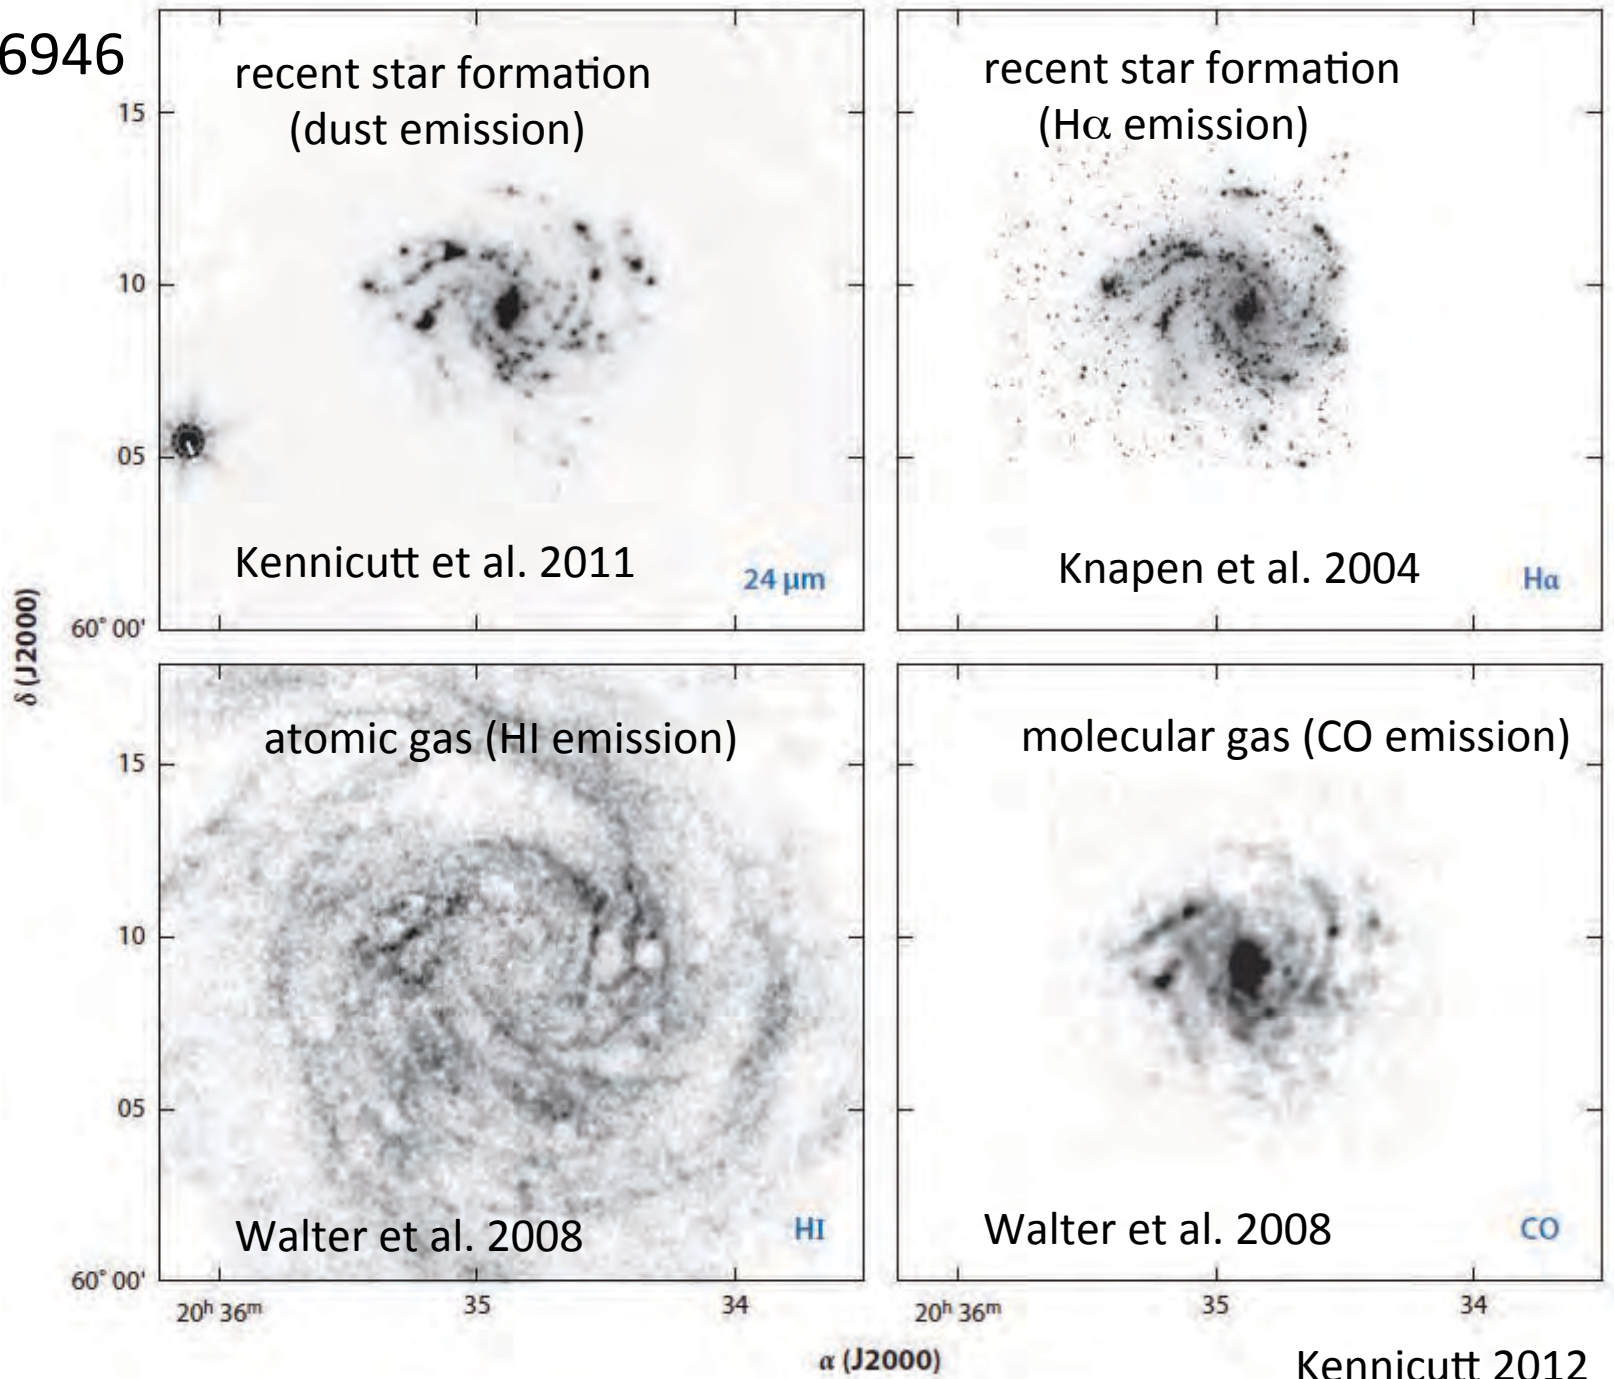 6946
recent star formation
(dust emission)
recent star formation
(Hα emission)
15
10
05
60° 00'
Kennicutt et al. 2011
24 µm
Knapen et al. 2004
Hα
δ (J2000)
atomic gas (HI emission)
molecular gas (CO emission)
15
10
05
60° 00'
Walter et al. 2008
HI
Walter et al. 2008
CO
20ʰ 36ᵐ
35
34
20ʰ 36ᵐ
35
34
α (J2000)
Kennicutt 2012